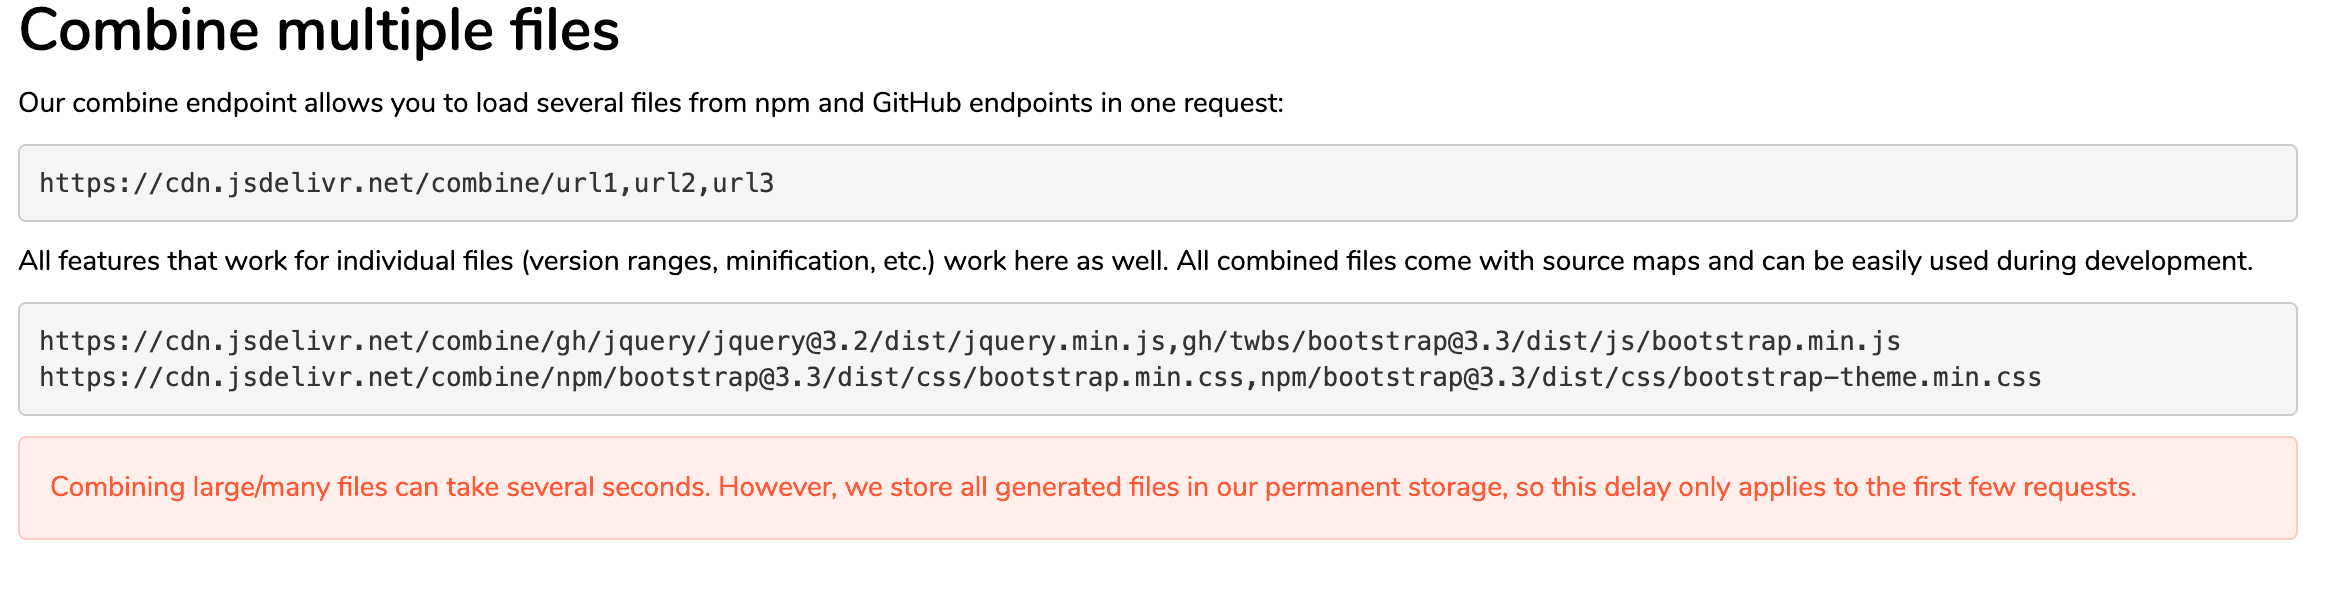 Combine multiple files
Our combine endpoint allows you to load several files from npm and GitHub endpoints in one request:
https://cdn.jsdelivr.net/combine/url1,url2,url3
All features that work for individual files (version ranges, minification, etc.) work here as well. All combined files come with source maps and can be easily used during development.
https://cdn.jsdelivr.net/combine/gh/jquery/jquery@3.2/dist/jquery.min.js,gh/twbs/bootstrap@3.3/dist/js/bootstrap.min.js
https://cdn.jsdelivr.net/combine/npm/bootstrap@3.3/dist/css/bootstrap.min.css,npm/bootstrap@3.3/dist/css/bootstrap-theme.min.css
Combining large/many files can take several seconds. However, we store all generated files in our permanent storage, so this delay only applies to the first few requests.